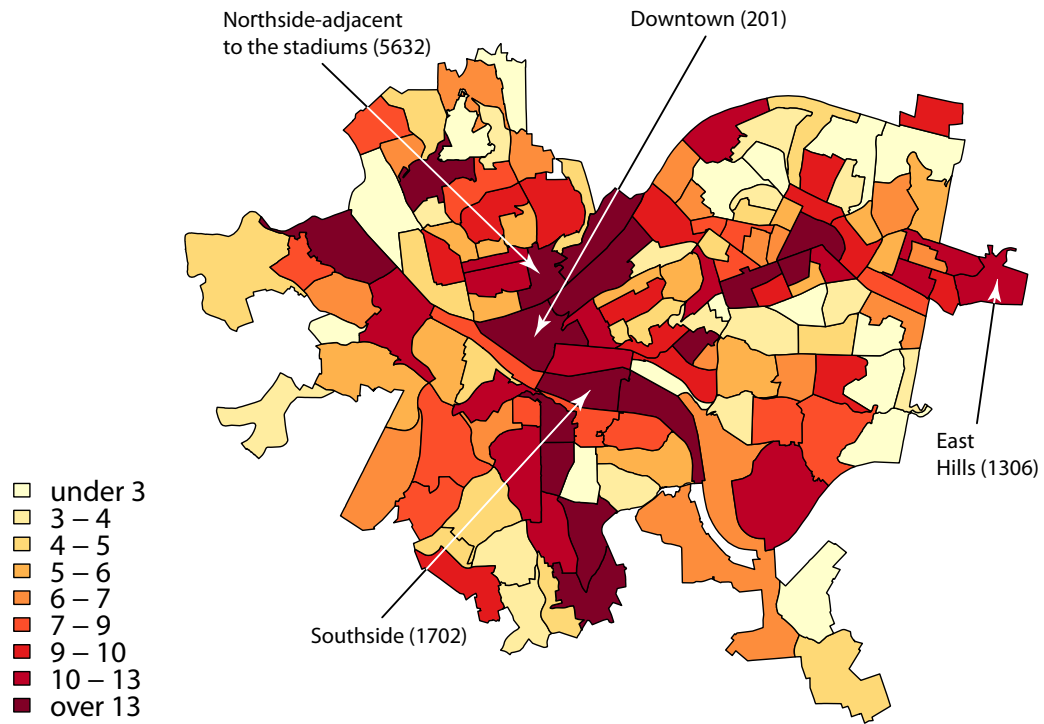 Northside-adjacent
to the stadiums (5632)
Downtown (201)
East
Hills (1306)
Southside (1702)
under 3
3 – 4
4 – 5
5 – 6
6 – 7
7 – 9
9 – 10
10 – 13
over 13